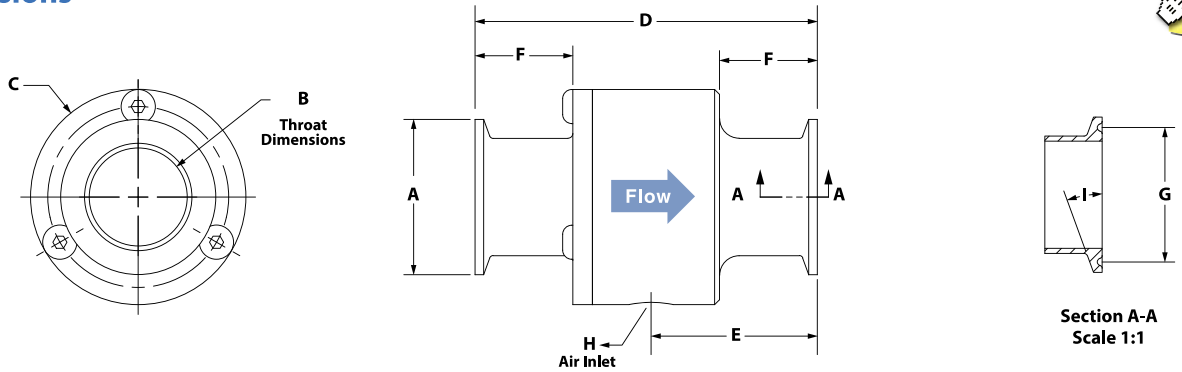 D
F
F
C
B
Throat
Dimensions
A
Flow
A
A
I
G
E
H
Air Inlet
Section A-A
Scale 1:1